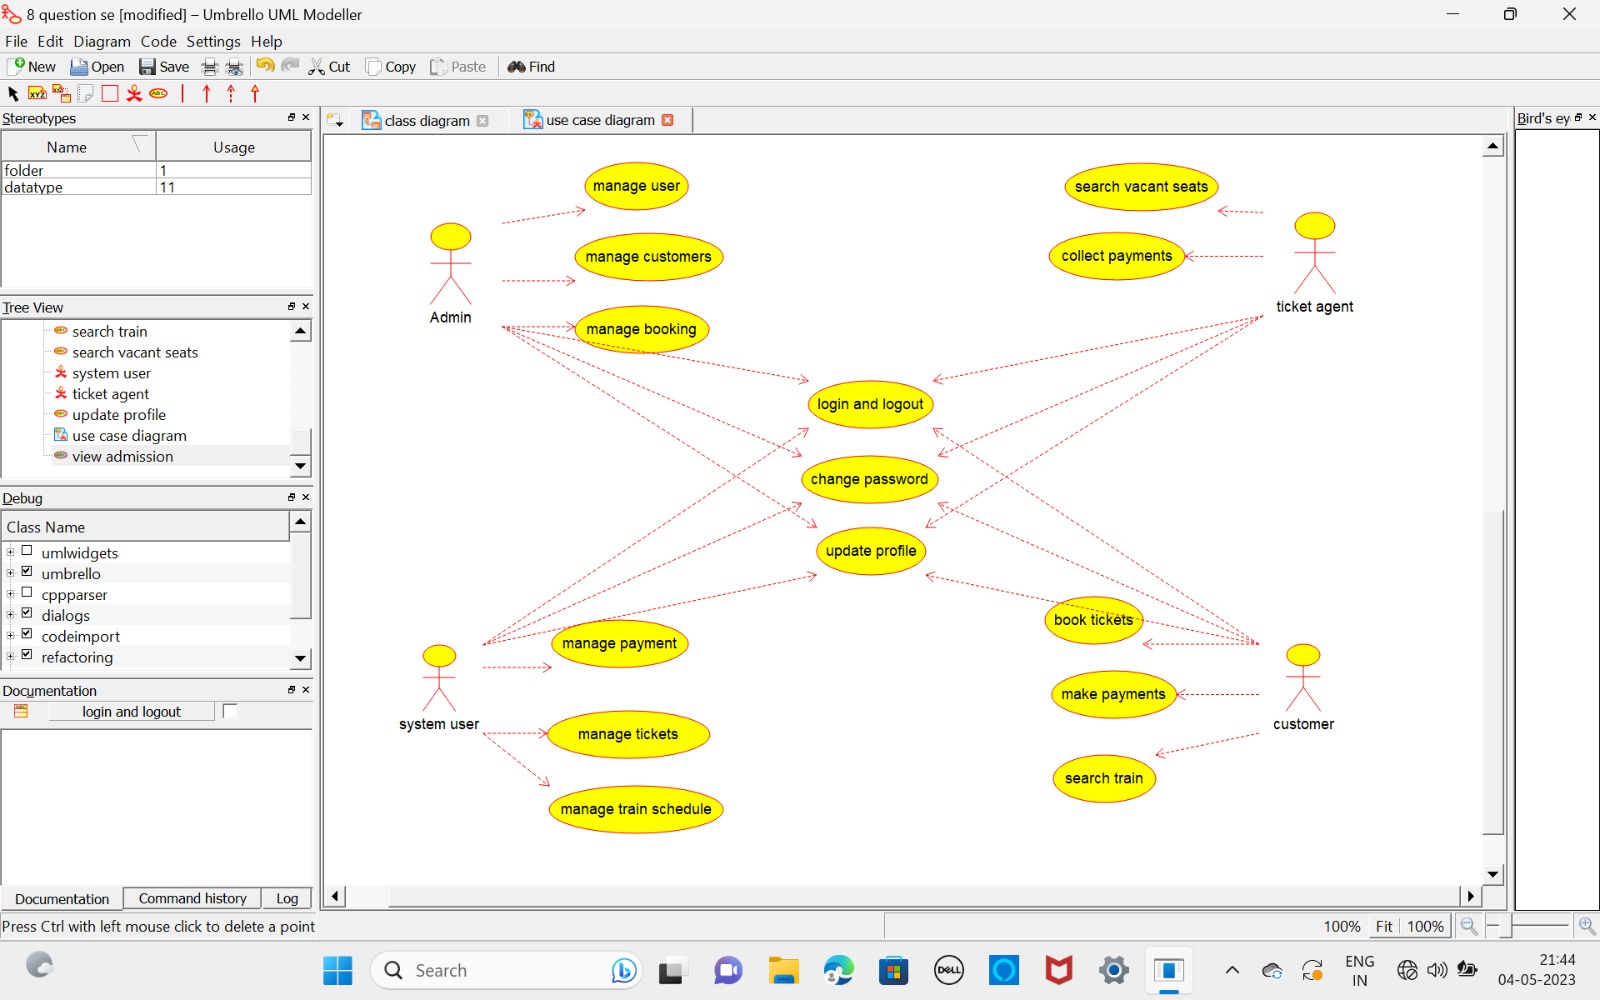 8 question se [modified] – Umbrello UML Modeller
File Edit Diagram Code Settings Help
New Open Save Cut Copy Paste Find
XYZ ABC
Stereotypes
Name Usage
folder 1
datatype 11
Tree View
search train
search vacant seats
system user
ticket agent
update profile
use case diagram
view admission
Debug
Class Name
umlwidgets
umbrello
cppparser
dialogs
codeimport
refactoring
Documentation
login and logout
Documentation Command history Log
Press Ctrl with left mouse click to delete a point
class diagram use case diagram
manage user
manage customers
Admin
manage booking
search vacant seats
collect payments
ticket agent
login and logout
change password
update profile
manage payment
system user
manage tickets
manage train schedule
book tickets
make payments
customer
search train
Bird's ey
100% Fit 100%
Search
DELL
ENG
IN
21:44
04-05-2023